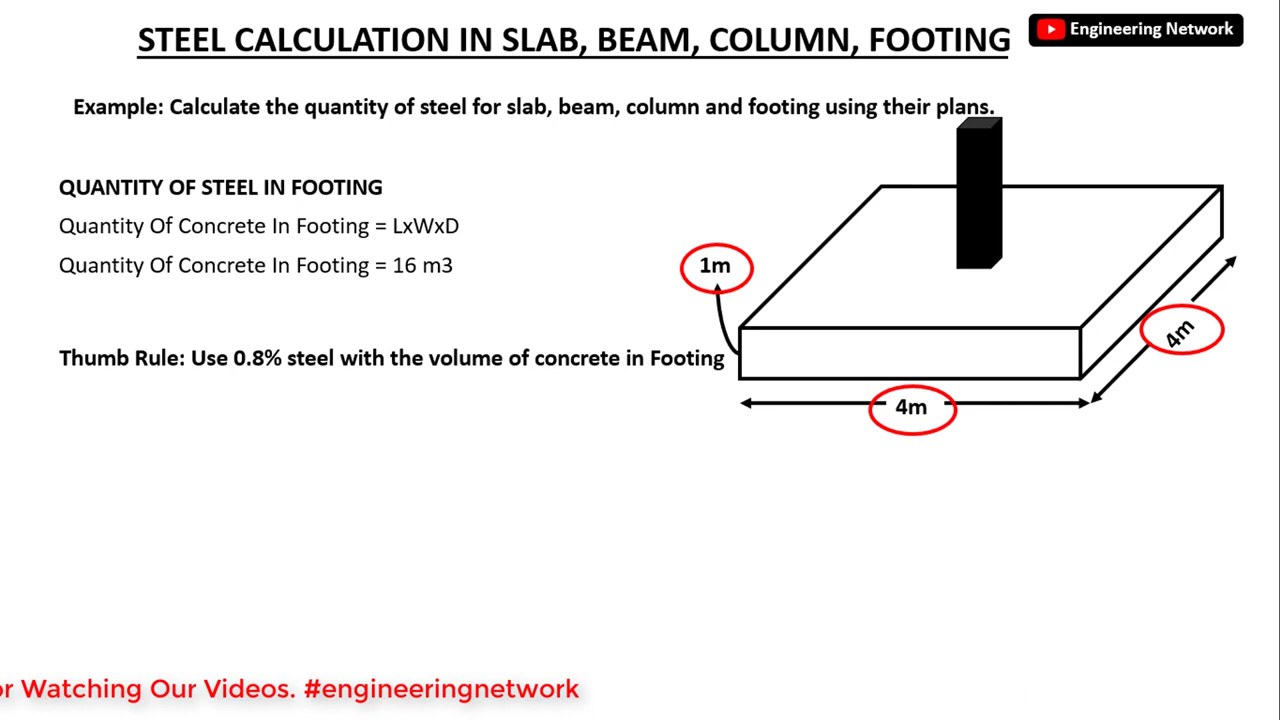 STEEL CALCULATION IN SLAB, BEAM, COLUMN, FOOTING
Engineering Network
Example: Calculate the quantity of steel for slab, beam, column and footing using their plans.
QUANTITY OF STEEL IN FOOTING
Quantity Of Concrete In Footing = LxWxD
Quantity Of Concrete In Footing = 16 m3
1m
4m
Thumb Rule: Use 0.8% steel with the volume of concrete in Footing
4m
or Watching Our Videos. #engineeringnetwork